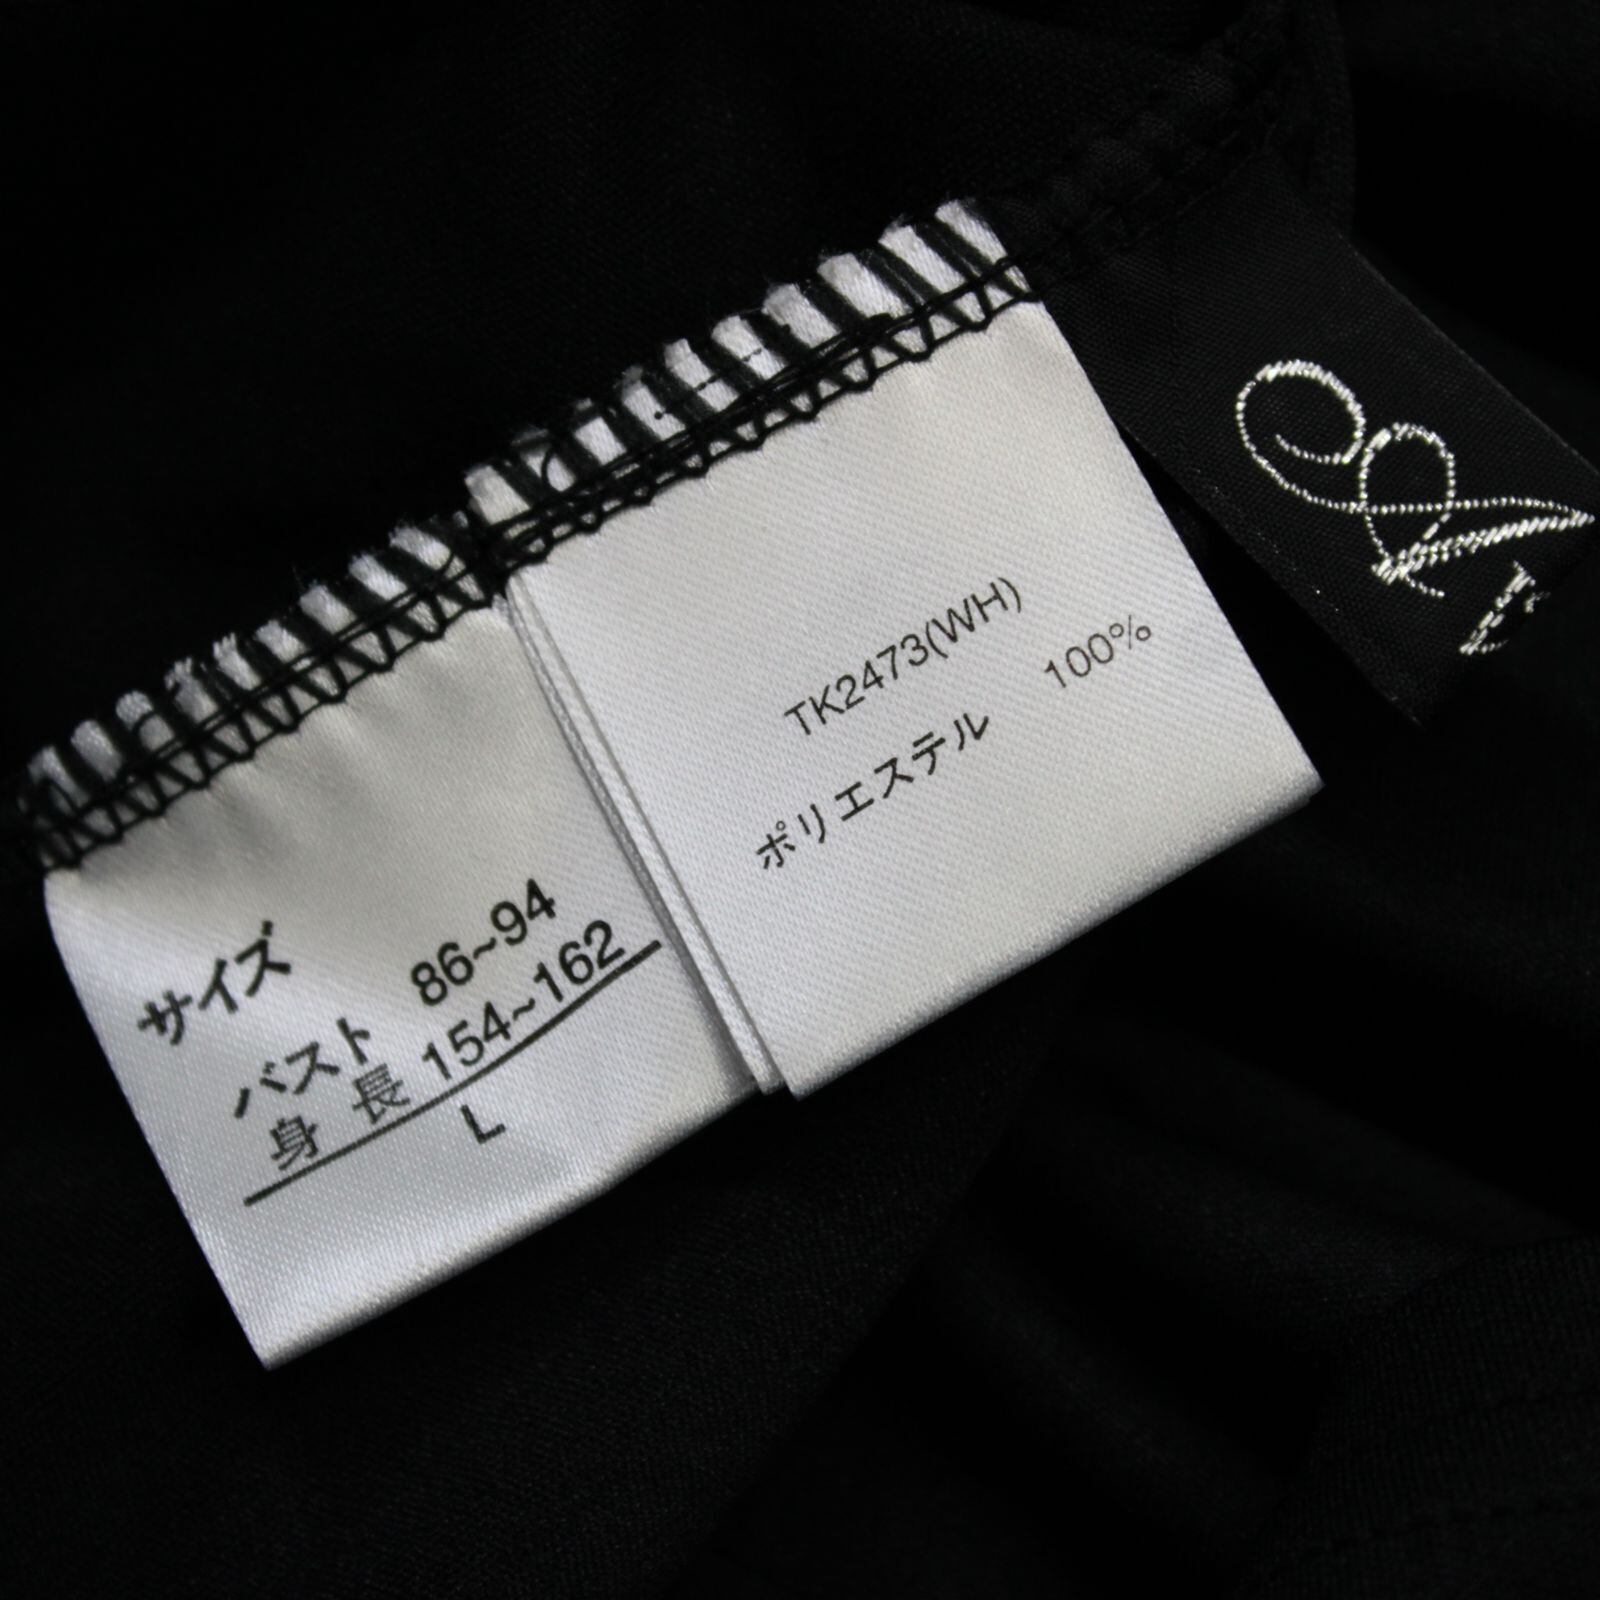 サイズ
バスト 86~94
身長 154~162
L
TK2473(WH)
ポリエステル 100%